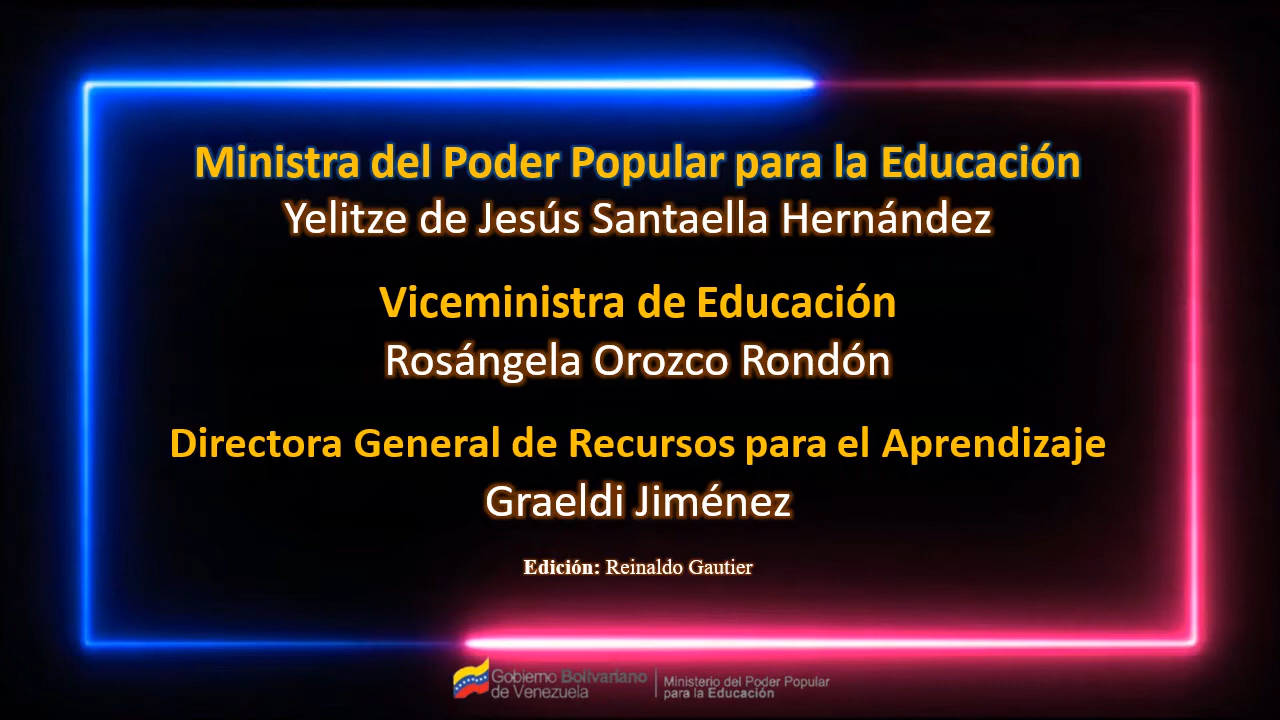 Ministra del Poder Popular para la Educación
Yelitze de Jesús Santaella Hernández
Viceministra de Educación
Rosángela Orozco Rondón
Directora General de Recursos para el Aprendizaje
Graeldi Jiménez
Edición: Reinaldo Gautier
Gobierno Bolivariano
de Venezuela
Ministerio del Poder Popular
para la Educación